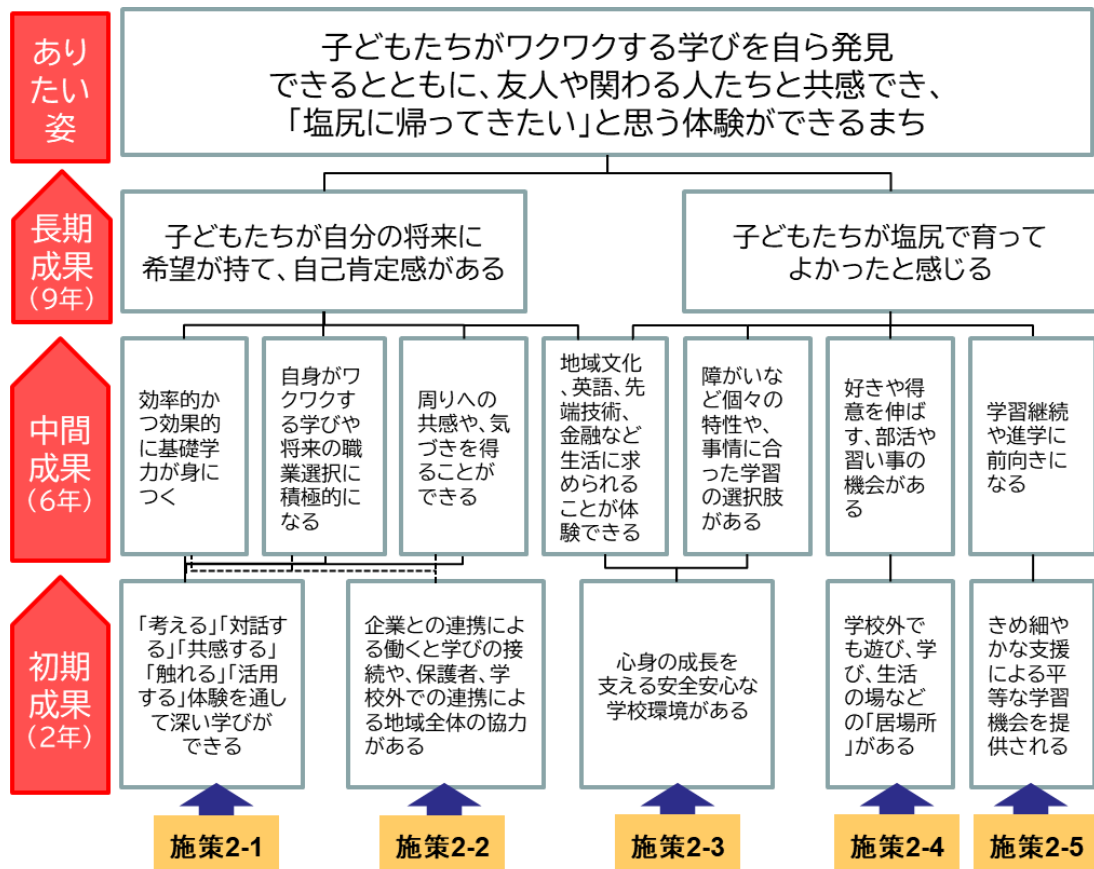 ありたい姿
子どもたちがワクワクする学びを自ら発見
できるとともに、友人や関わる人たちと共感でき、
「塩尻に帰ってきたい」と思う体験ができるまち
長期
成果
(9年)
子どもたちが自分の将来に
希望が持て、自己肯定感がある
子どもたちが塩尻で育って
よかったと感じる
中間
成果
(6年)
効率的か
つ効果的
に基礎学
力が身に
つく
自身がワ
クワクす
る学びや
将来の職
業選択に
積極的に
なる
周りへの
共感や、気
づきを得
ることが
できる
地域文化
、英語、先
端技術、
金融など
生活に求
められる
ことが体
験できる
障がいな
ど個々の
特性や、
事情に合
った学習
の選択肢
がある
好きや得
意を伸ば
す、部活や
習い事の
機会があ
る
学習継続
や進学に
前向きに
なる
初期
成果
(2年)
「考える」「対話す
る」「共感する」
「触れる」「活用
する」体験を通し
て深い学びが
できる
企業との連携によ
る働くと学びの接
続や、保護者、学
校外での連携によ
る地域全体の協力
がある
心身の成長を
支える安全安心な
学校環境がある
学校外で
も遊び、学
び、生活
の場など
の「居場
所」がある
きめ細や
かな支援
による平
等な学習
機会を提
供される
施策2-1
施策2-2
施策2-3
施策2-4
施策2-5